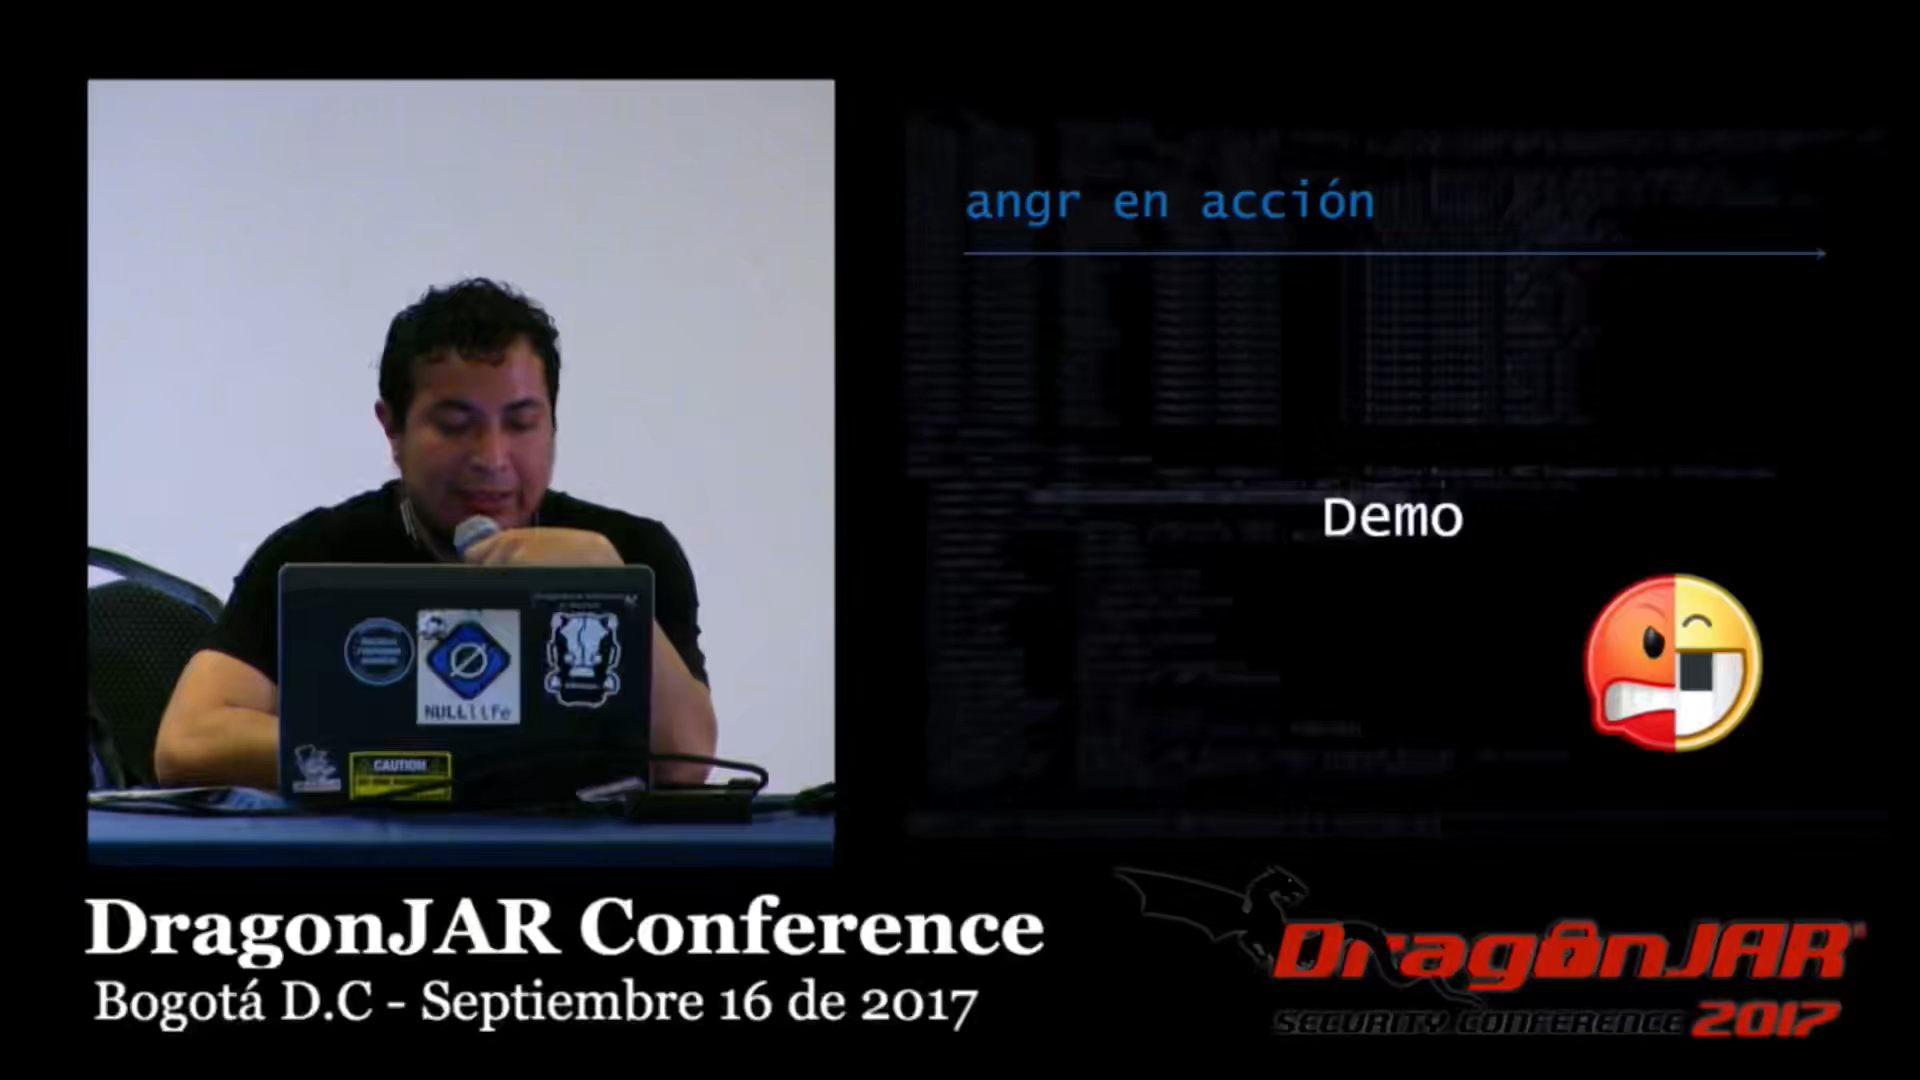 angr en acción
Demo
NULLLife
CAUTION
DragonJAR Conference
Bogotá D.C - Septiembre 16 de 2017
DragonJAR
SECURITY CONFERENCE 2017